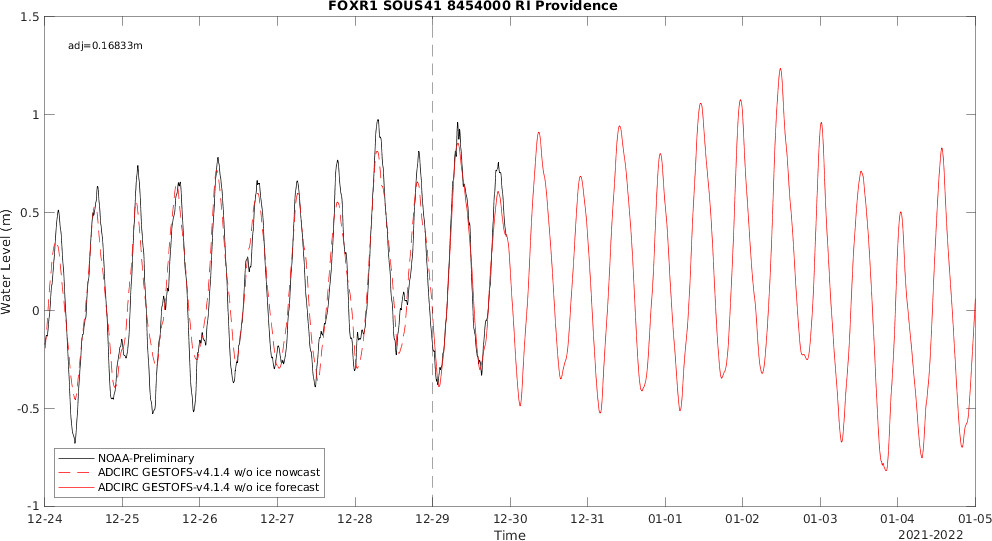 FOXR1 SOUS41 8454000 RI Providence
1.5
adj=0.16833m
1
0.5
0
-0.5
-1
Water Level (m)
NOAA-Preliminary
ADCIRC GESTOFS-v4.1.4 w/o ice nowcast
ADCIRC GESTOFS-v4.1.4 w/o ice forecast
12-24 12-25 12-26 12-27 12-28 12-29 12-30 12-31 01-01 01-02 01-03 01-04 01-05
Time
2021-2022